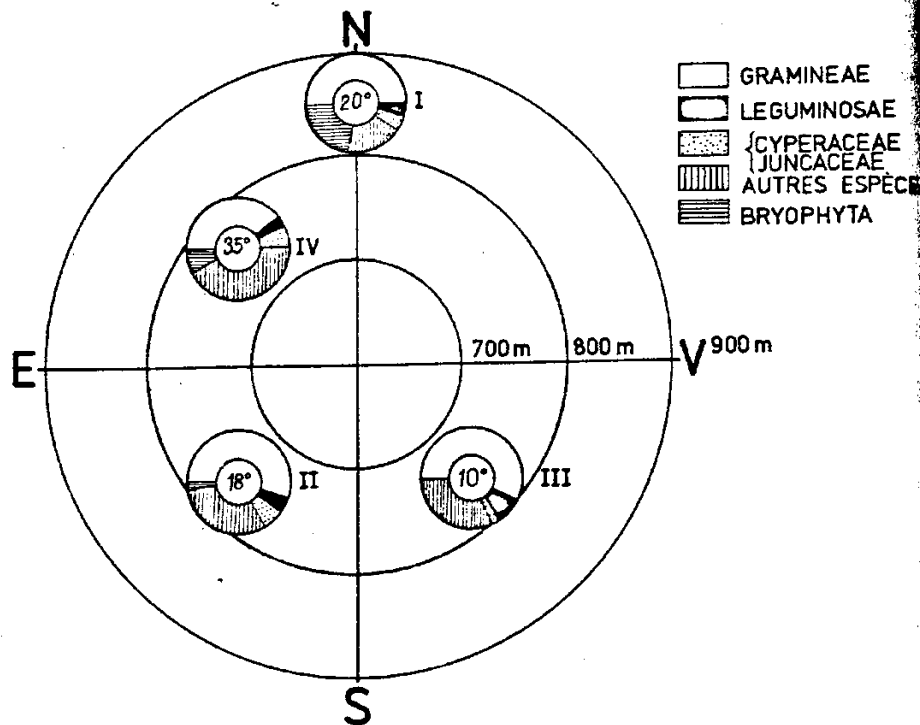 N
20° I
GRAMINEAE
LEGUMINOSAE
{CYPERACEAE
JUNCACEAE
AUTRES ESPÈCE
BRYOPHYTA
35° IV
E 700 m 800 m V 900 m
18° II
10° III
S